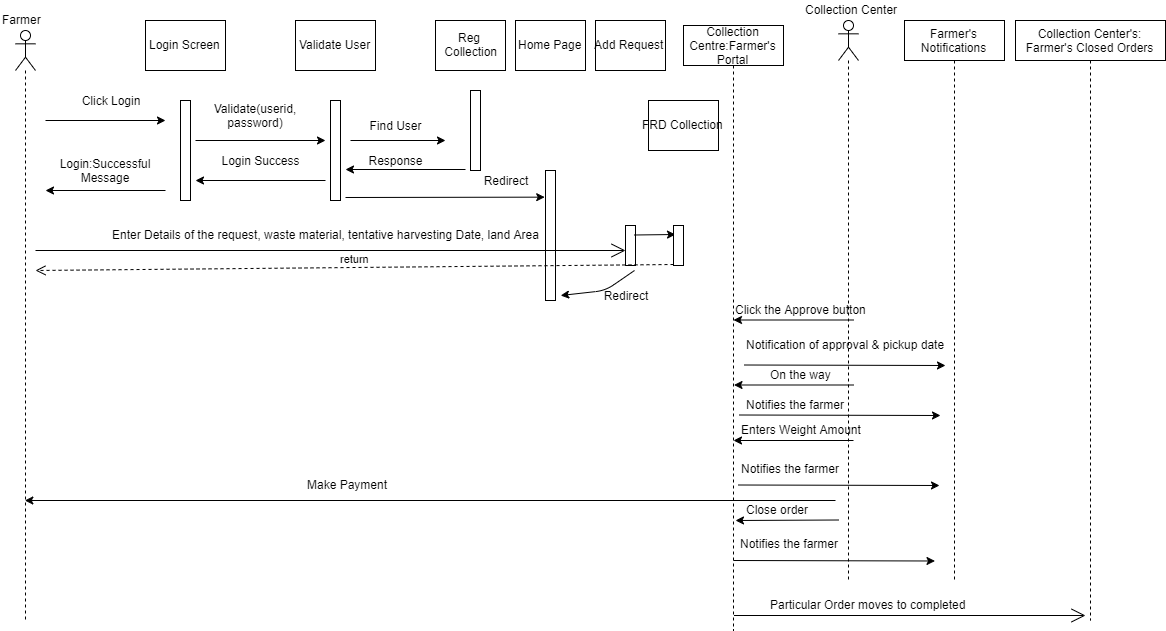 Farmer
Collection Center
Login Screen
Validate User
Reg
Collection
Home Page
Add Request
Collection
Centre:Farmer's
Portal
Farmer's
Notifications
Collection Center's:
Farmer's Closed Orders
Click Login
Validate(userid,
password)
Find User
FRD Collection
Login:Successful
Message
Login Success
Response
Redirect
Enter Details of the request, waste material, tentative harvesting Date, land Area
return
Redirect
Click the Approve button
Notification of approval & pickup date
On the way
Notifies the farmer
Enters Weight Amount
Notifies the farmer
Make Payment
Close order
Notifies the farmer
Particular Order moves to completed